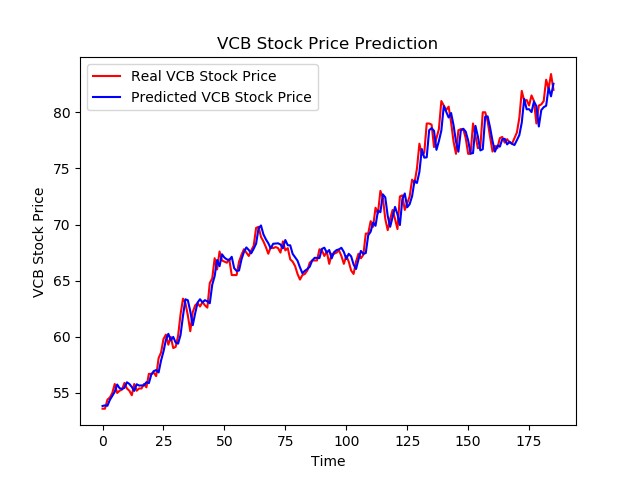 VCB Stock Price Prediction
Real VCB Stock Price
Predicted VCB Stock Price
VCB Stock Price
80
75
70
65
60
55
0 25 50 75 100 125 150 175
Time